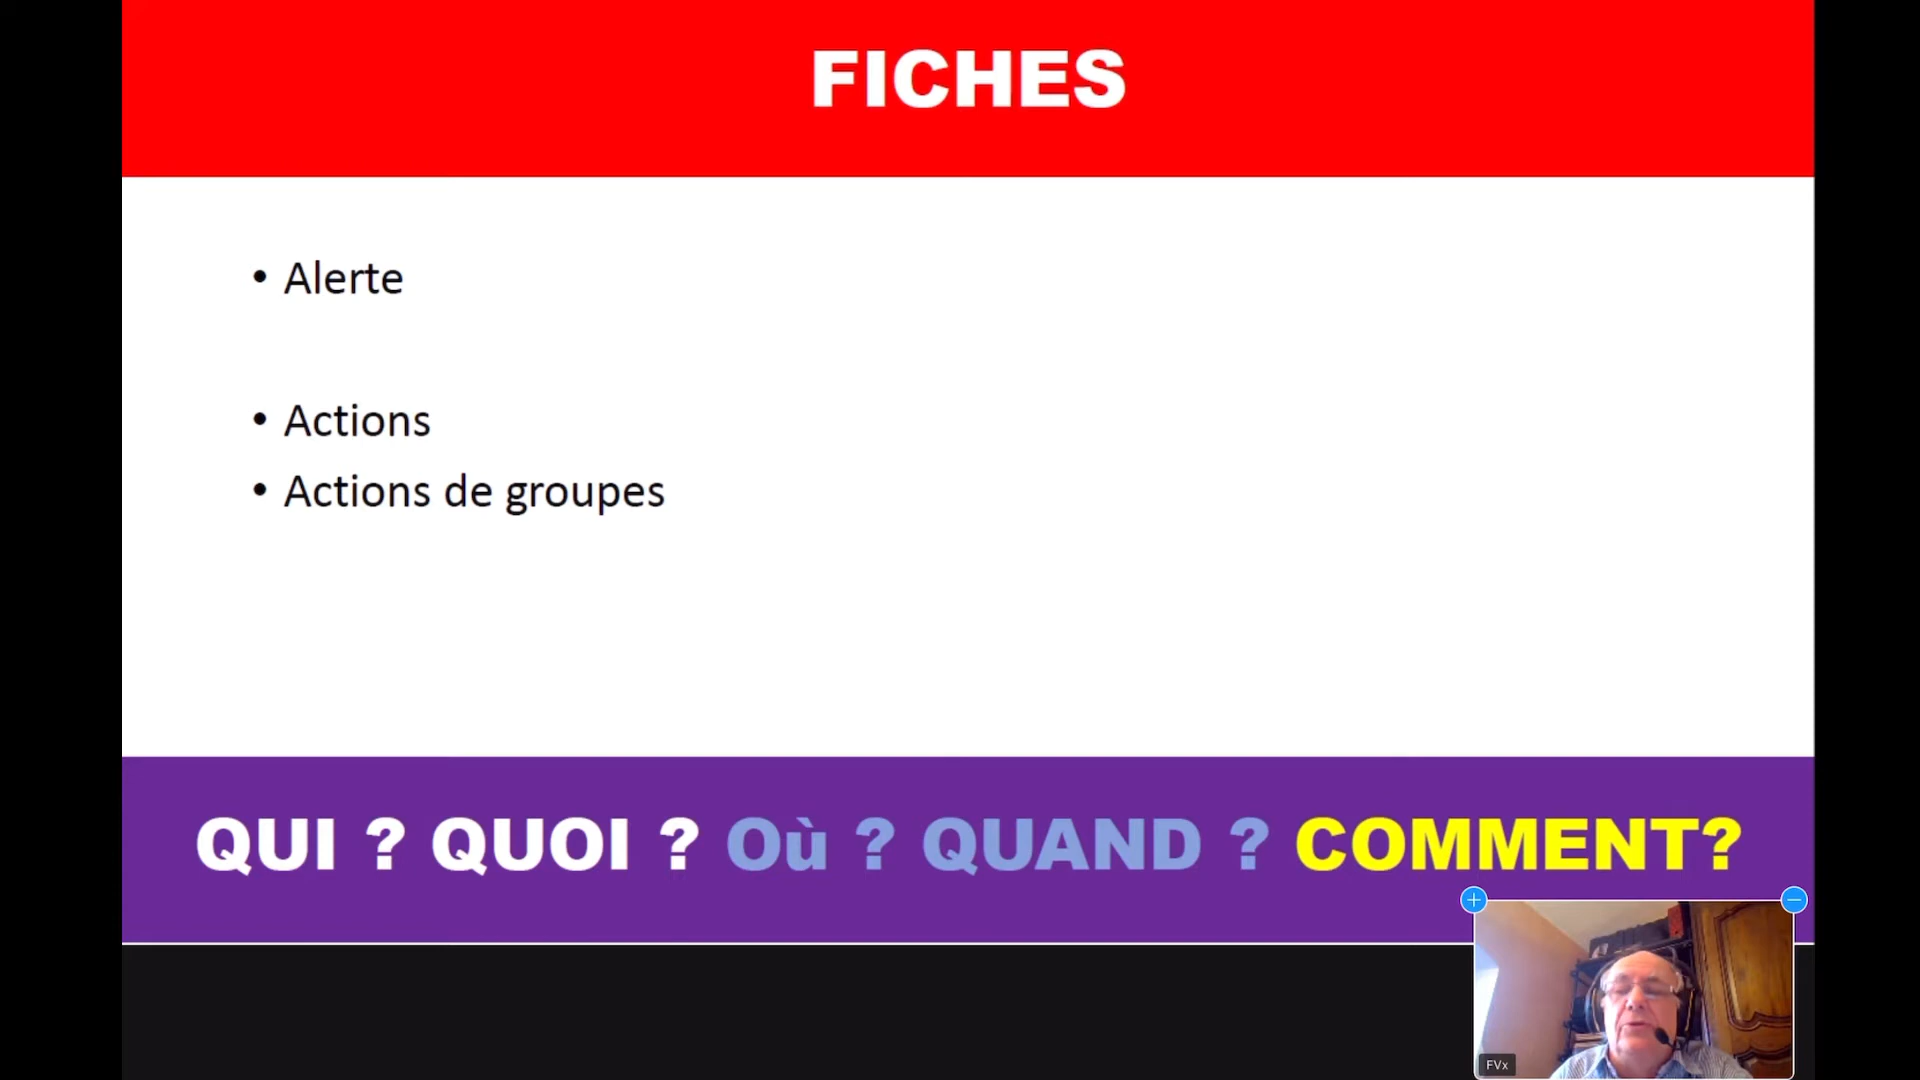 FICHES
• Alerte
• Actions
• Actions de groupes
QUI ? QUOI ? Où ? QUAND ? COMMENT?
FVx